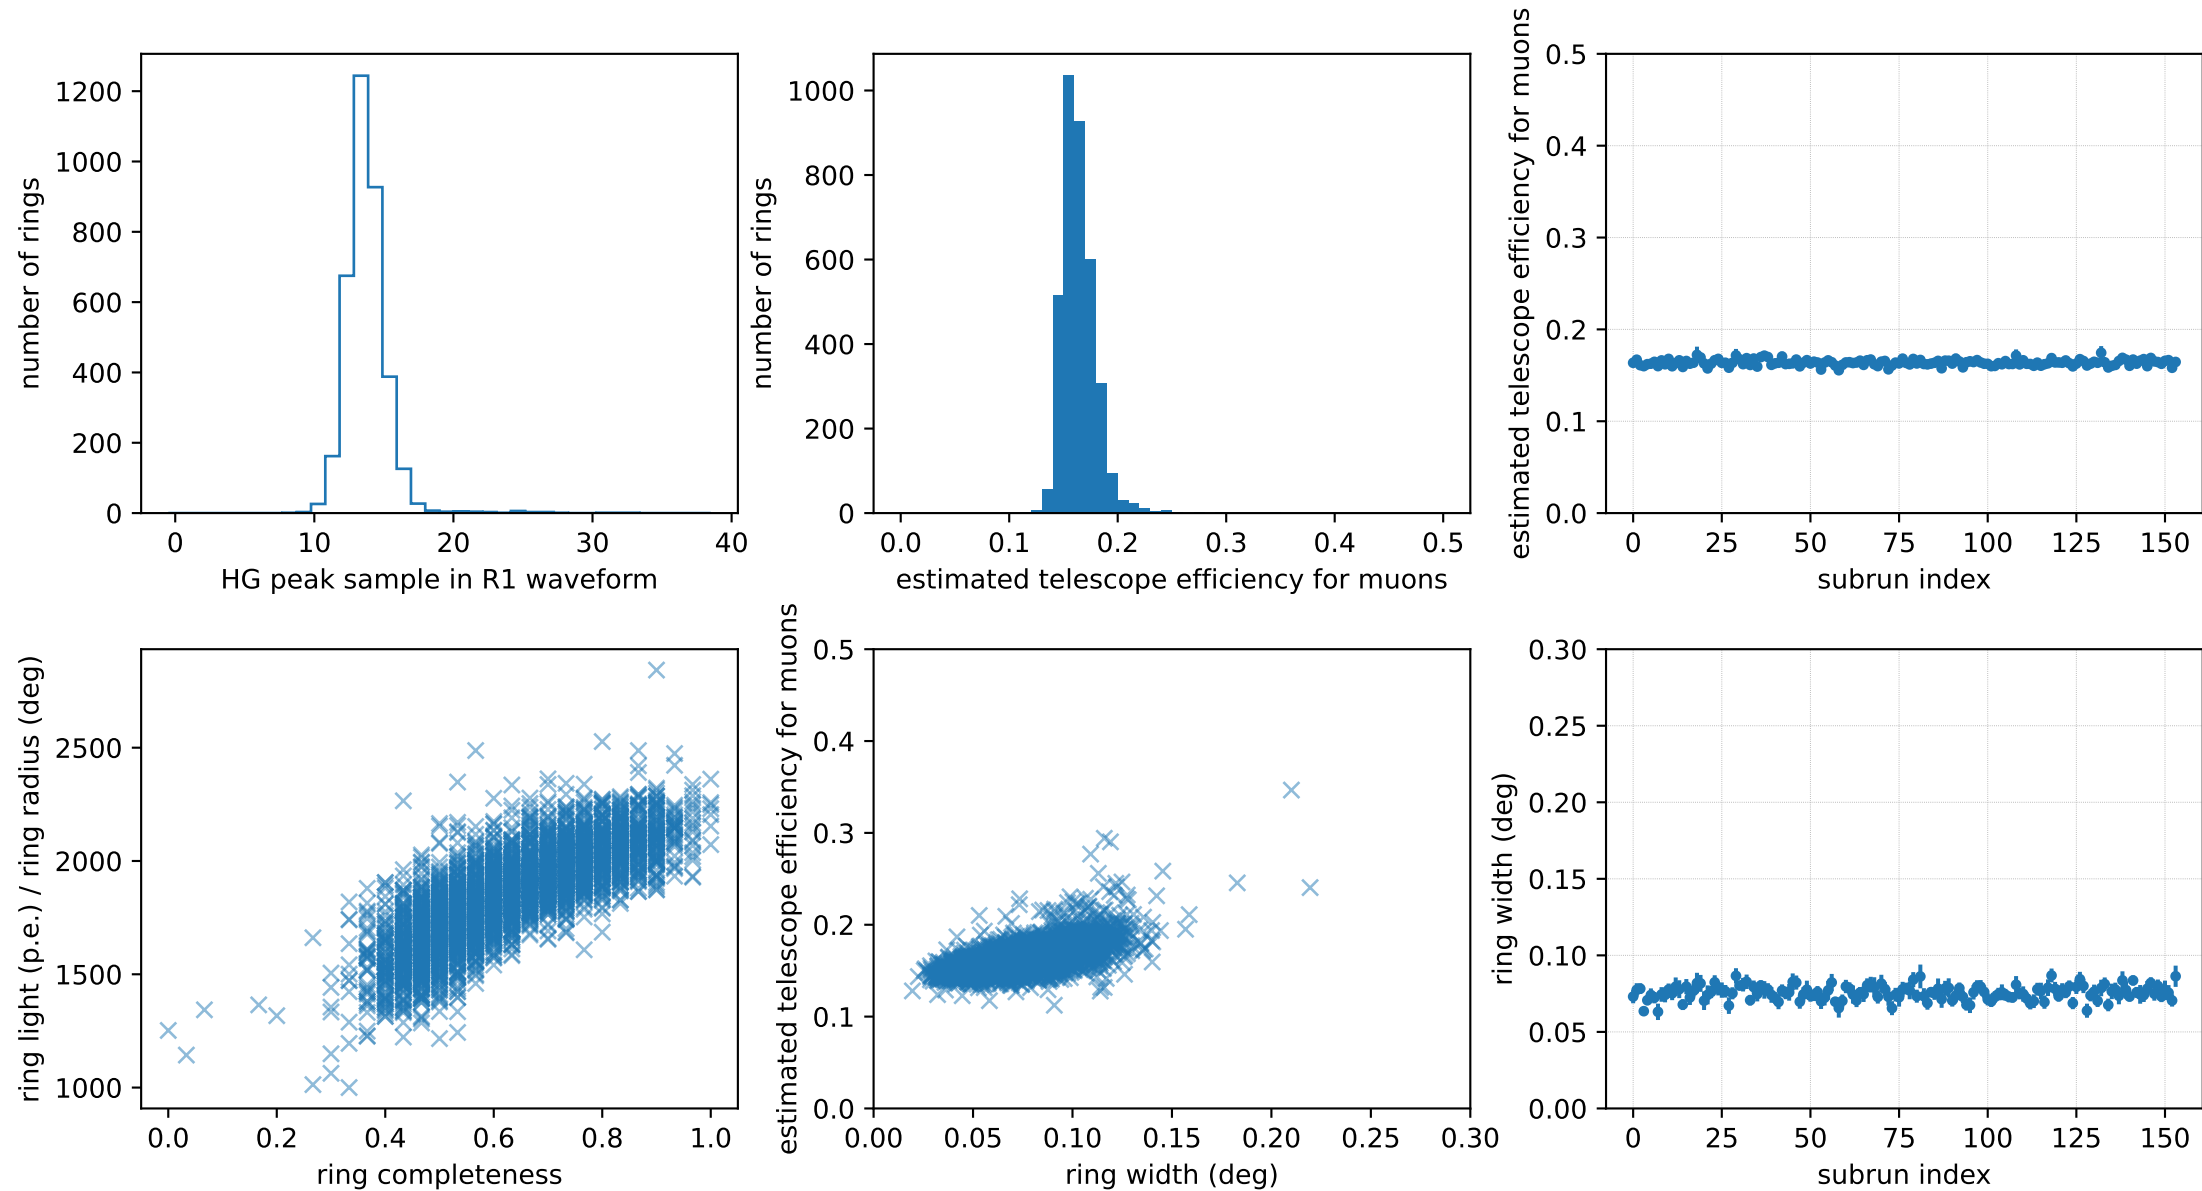 1200
1000
800
600
400
200
0
number of rings
0 10 20 30 40
HG peak sample in R1 waveform
1000
800
600
400
200
0
number of rings
0.0 0.1 0.2 0.3 0.4 0.5
estimated telescope efficiency for muons
0.5
0.4
0.3
0.2
0.1
0.0
estimated telescope efficiency for muons
0 25 50 75 100 125 150
subrun index
2500
2000
1500
1000
ring light (p.e.) / ring radius (deg)
0.0 0.2 0.4 0.6 0.8 1.0
ring completeness
0.5
0.4
0.3
0.2
0.1
0.0
estimated telescope efficiency for muons
0.00 0.05 0.10 0.15 0.20 0.25 0.30
ring width (deg)
0.30
0.25
0.20
0.15
0.10
0.05
0.00
ring width (deg)
0 25 50 75 100 125 150
subrun index